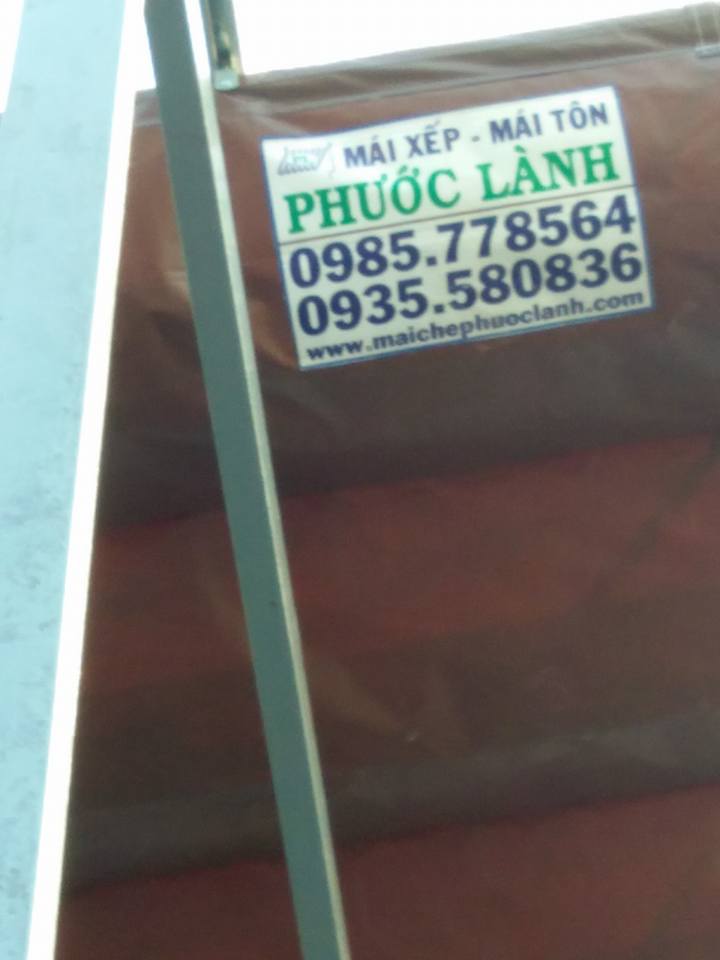 MÁI XẾP - MÁI TÔN
PHƯỚC LÀNH
0985.778564
0935.580836
www.maichephuoclanh.com